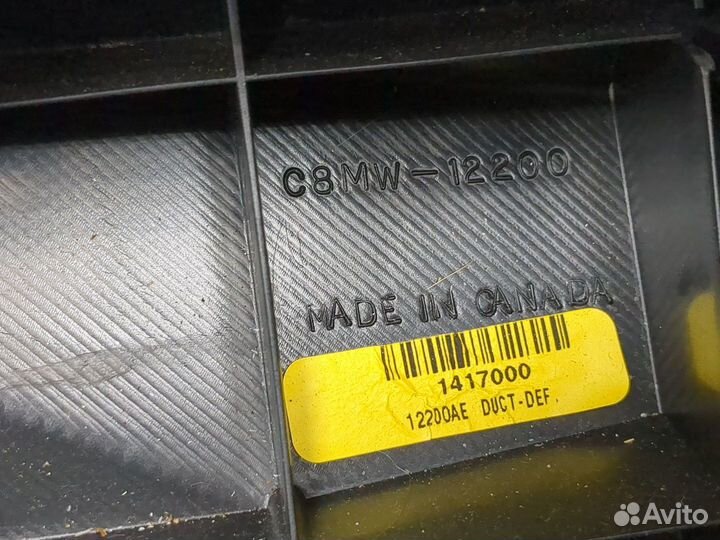 C8MW-12200
MADE IN CANADA
1417000
12200AE DUCT-DEF.
Avito